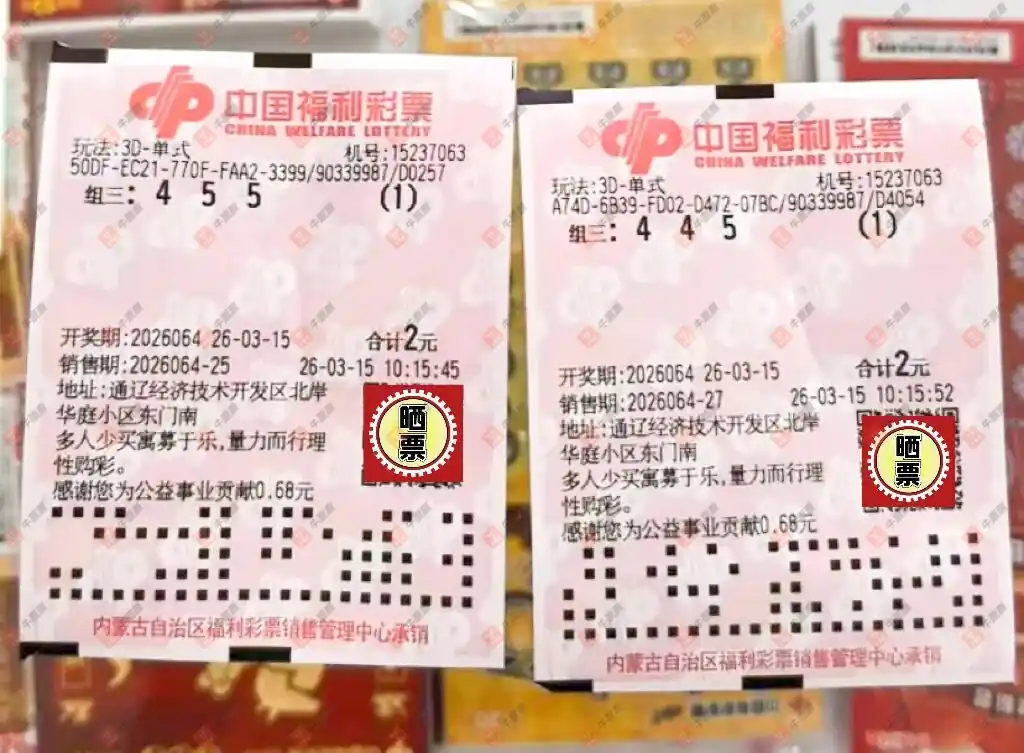 中国福利彩票
CHINA WELFARE LOTTERY
玩法:3D-单式 机号:15237063
50DF-EC21-770F-FAA2-3399/90339987/D0257
组三: 4 5 5 (1)
开奖期:2026064 26-03-15 合计2元
销售期:2026064-25 26-03-15 10:15:45
地址:通辽经济技术开发区北岸
华庭小区东门南
多人少买寓募于乐,量力而行理
性购彩。
感谢您为公益事业贡献0.68元
晒
票
内蒙古自治区福利彩票销售管理中心承销
中国福利彩票
CHINA WELFARE LOTTERY
玩法:3D-单式 机号:15237063
A74D-6B39-FD02-D472-07BC/90339987/D4054
组三: 4 4 5 (1)
开奖期:2026064 26-03-15 合计2元
销售期:2026064-27 26-03-15 10:15:52
地址:通辽经济技术开发区北岸
华庭小区东门南
多人少买寓募于乐,量力而行理
性购彩。
感谢您为公益事业贡献0.68元
晒
票
内蒙古自治区福利彩票销售管理中心承销